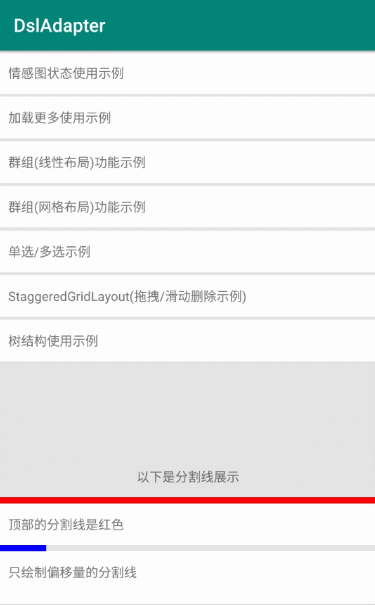 DslAdapter
情感图状态使用示例
加载更多使用示例
群组(线性布局)功能示例
群组(网格布局)功能示例
单选/多选示例
StaggeredGridLayout(拖拽/滑动删除示例)
树结构使用示例
以下是分割线展示
顶部的分割线是红色
只绘制偏移量的分割线